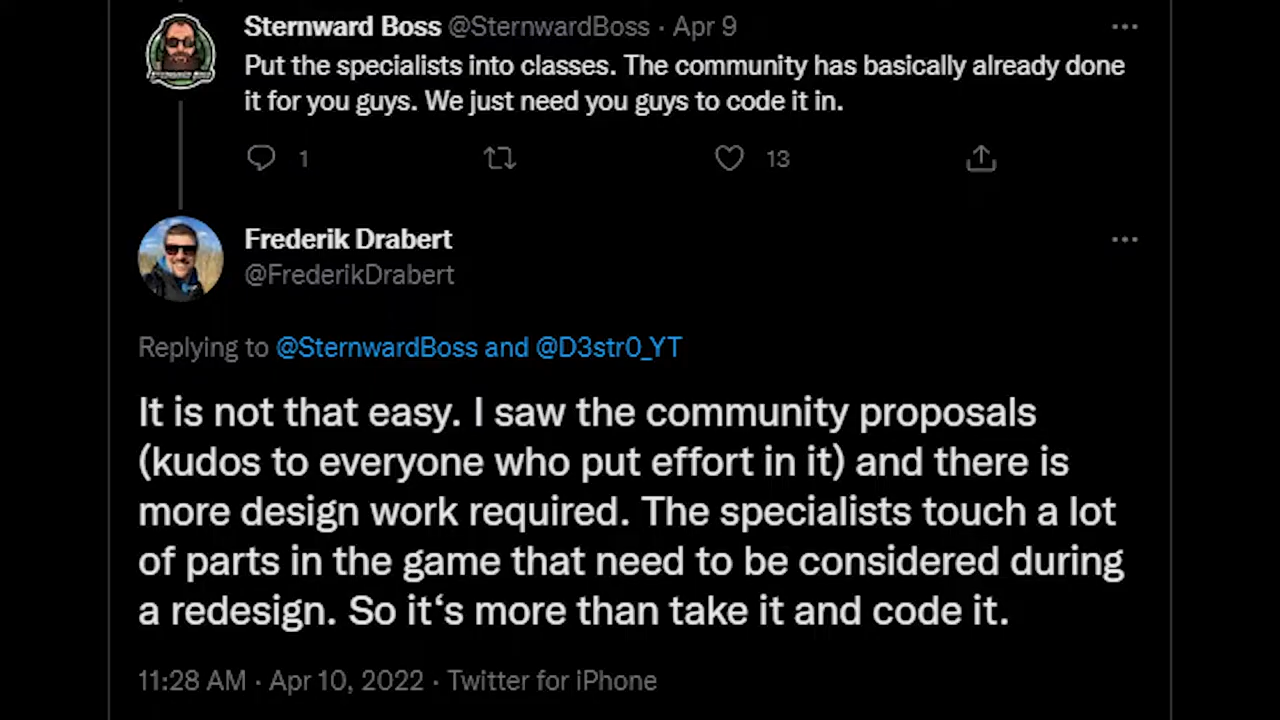 Sternward Boss @SternwardBoss · Apr 9
Put the specialists into classes. The community has basically already done
it for you guys. We just need you guys to code it in.
1 13
Frederik Drabert
@FrederikDrabert
Replying to @SternwardBoss and @D3str0_YT
It is not that easy. I saw the community proposals
(kudos to everyone who put effort in it) and there is
more design work required. The specialists touch a lot
of parts in the game that need to be considered during
a redesign. So it‘s more than take it and code it.
11:28 AM · Apr 10, 2022 · Twitter for iPhone